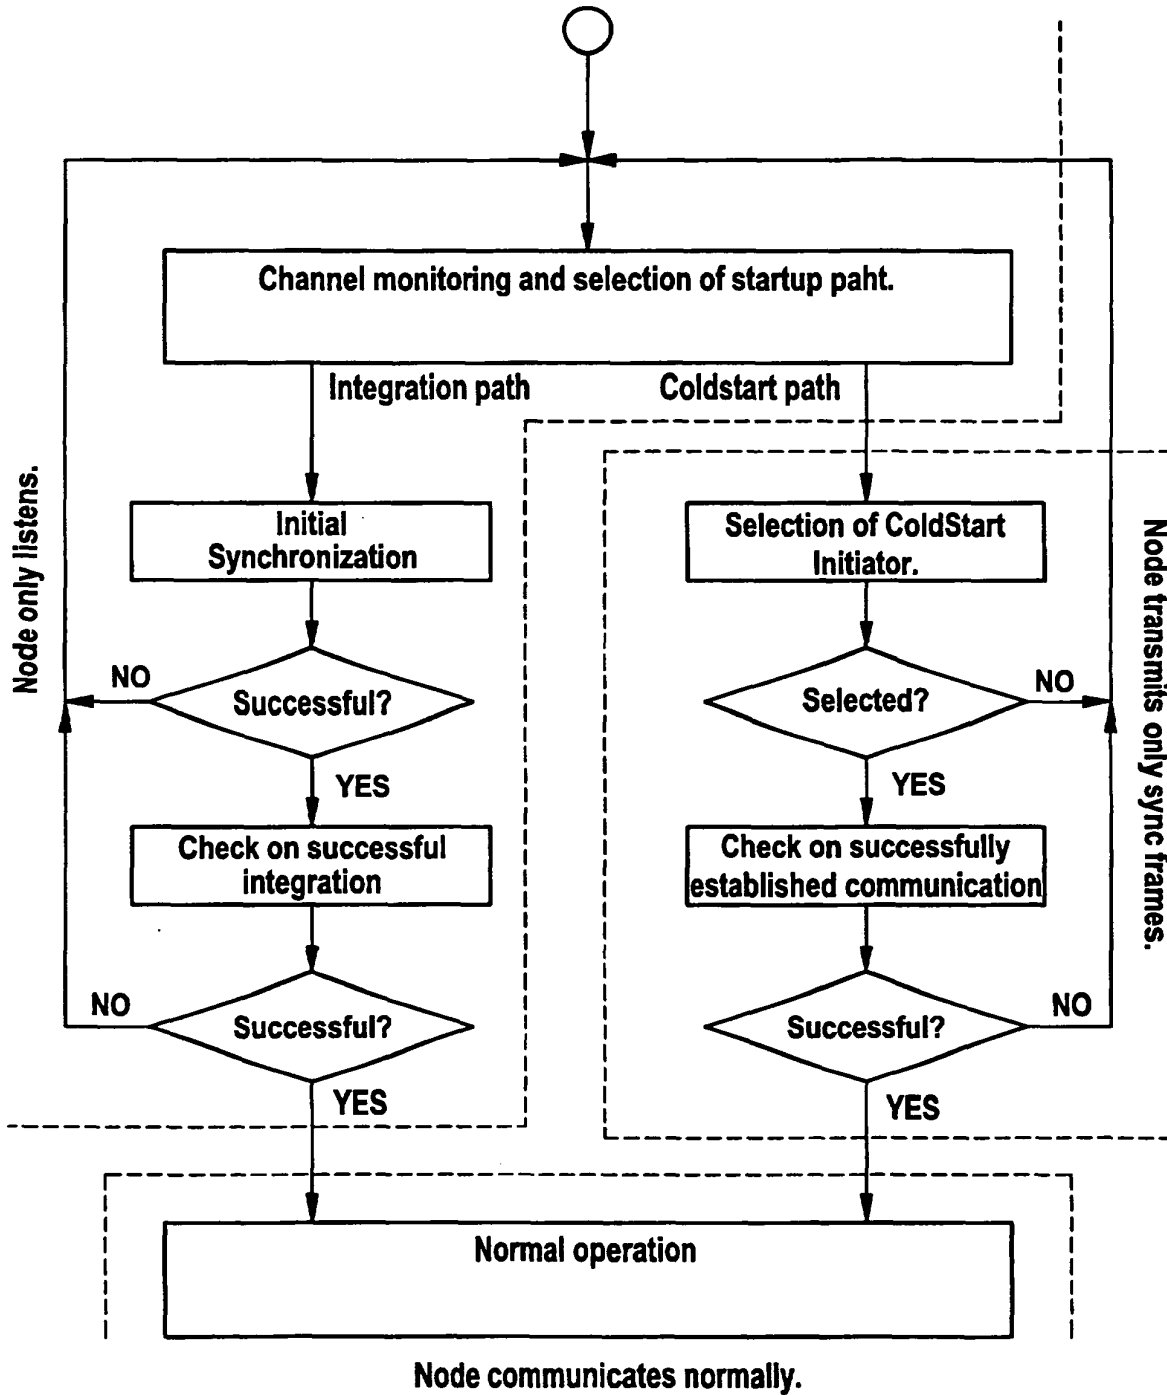 Channel monitoring and selection of startup paht.
Integration path
Coldstart path
Node only listens.
Initial
Synchronization
Selection of ColdStart
Initiator.
Node transmits only sync frames.
NO
Successful?
Selected?
NO
YES
YES
Check on successful
integration
Check on successfully
established communication
NO
Successful?
Successful?
NO
YES
YES
Normal operation
Node communicates normally.